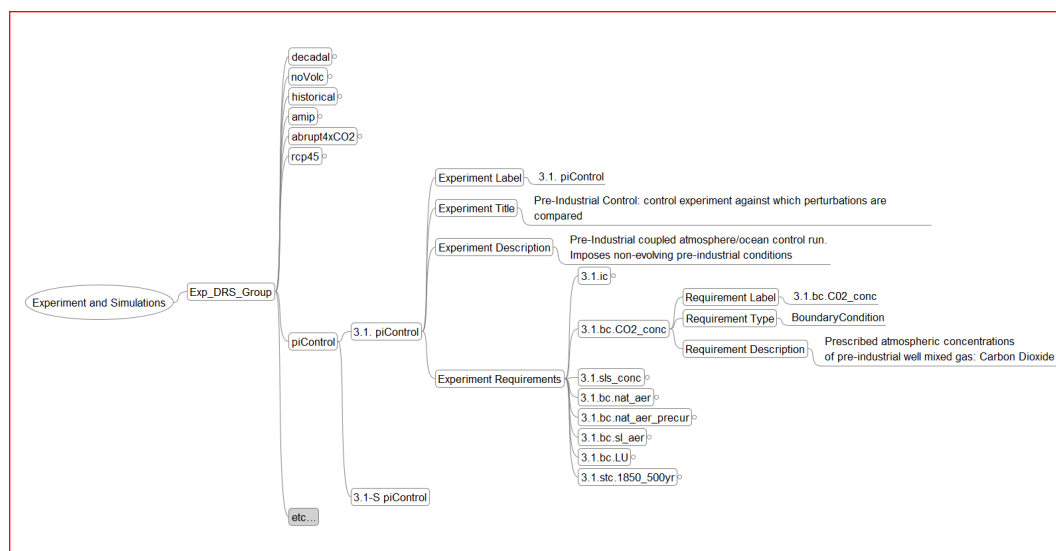 decadal
noVolc
historical
amip
abrupt4xCO2
rcp45
Experiment Label
3.1. piControl
Experiment Title
Pre-Industrial Control: control experiment against which perturbations are
compared
Experiment Description
Pre-Industrial coupled atmosphere/ocean control run.
Imposes non-evolving pre-industrial conditions
Experiment and Simulations
Exp_DRS_Group
piControl
3.1. piControl
Experiment Requirements
3.1.ic
3.1.bc.CO2_conc
Requirement Label
3.1.bc.C02_conc
Requirement Type
BoundaryCondition
Requirement Description
Prescribed atmospheric concentrations
of pre-industrial well mixed gas: Carbon Dioxide
3.1.sls_conc
3.1.bc.nat_aer
3.1.bc.nat_aer_precur
3.1.bc.sl_aer
3.1.bc.LU
3.1.stc.1850_500yr
3.1-S piControl
etc...